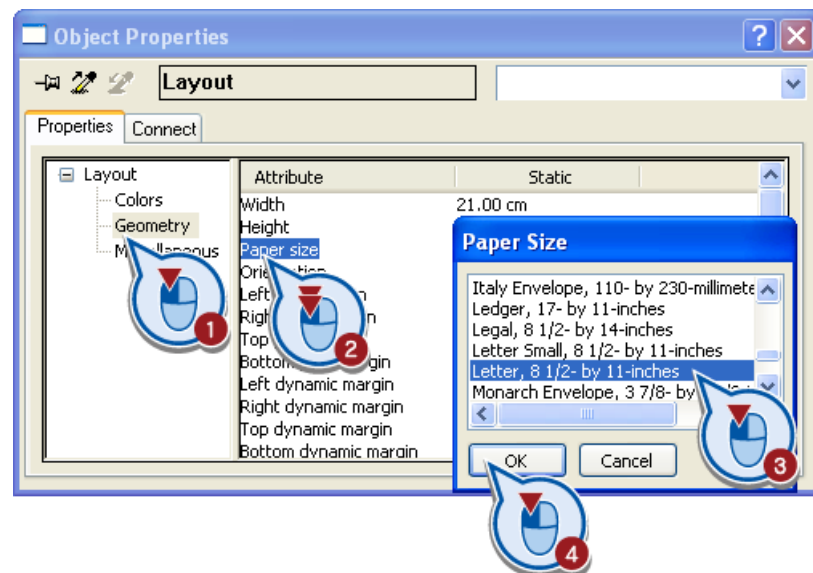 Object Properties
Layout
Properties Connect
Layout
Colors
Geometry
Attribute Static
Width 21.00 cm
Height
Paper size
Left
Top
Left dynamic margin
Right dynamic margin
Top dynamic margin
Bottom dynamic margin
Paper Size
Italy Envelope, 110- by 230-millimete
Ledger, 17- by 11-inches
Legal, 8 1/2- by 14-inches
Letter Small, 8 1/2- by 11-inches
Letter, 8 1/2- by 11-inches
Monarch Envelope, 3 7/8- by
OK Cancel
1
2
3
4